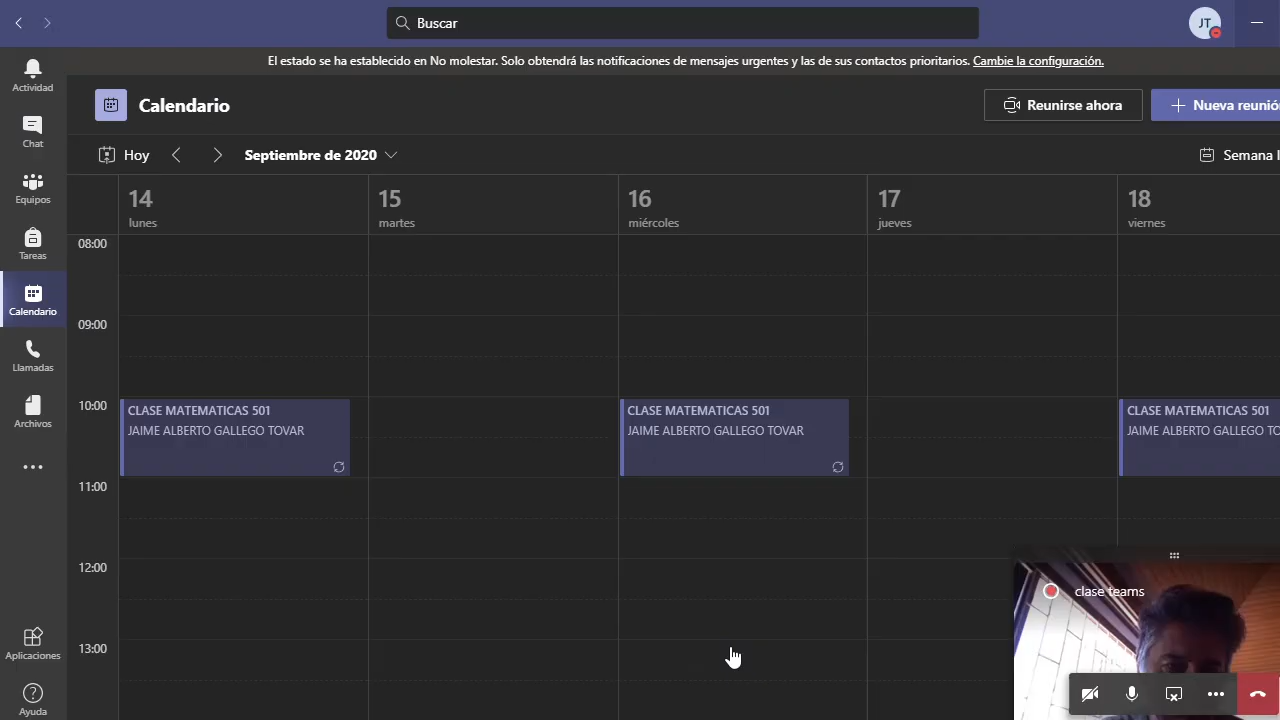 Buscar
JT
El estado se ha establecido en No molestar. Solo obtendrá las notificaciones de mensajes urgentes y las de sus contactos prioritarios. Cambie la configuración.
Actividad
Chat
Equipos
Tareas
Calendario
Llamadas
Archivos
Aplicaciones
Ayuda
Calendario
Reunirse ahora
Nueva reunión
Hoy
Septiembre de 2020
Semana l
14
lunes
15
martes
16
miércoles
17
jueves
18
viernes
08:00
09:00
10:00
11:00
12:00
13:00
CLASE MATEMATICAS 501
JAIME ALBERTO GALLEGO TOVAR
CLASE MATEMATICAS 501
JAIME ALBERTO GALLEGO TOVAR
CLASE MATEMATICAS 501
JAIME ALBERTO GALLEGO TO
clase teams